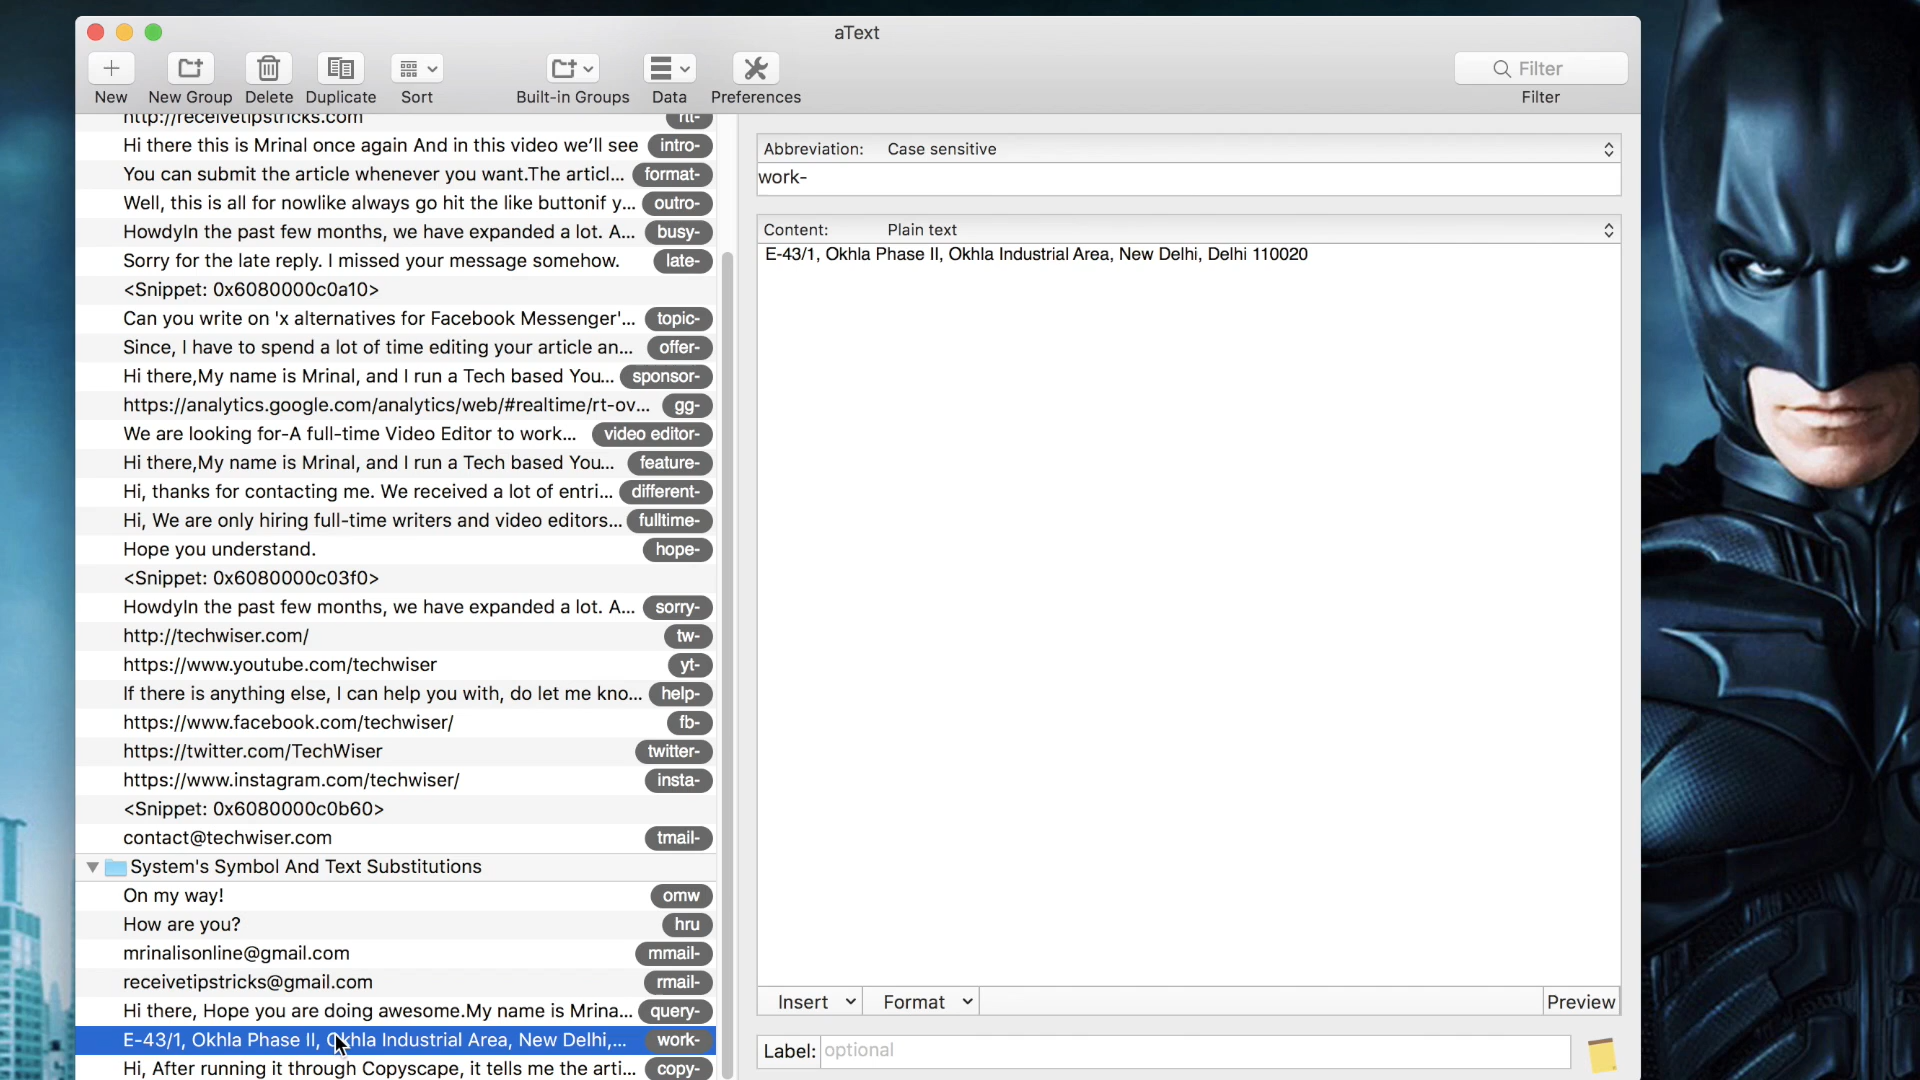 aText
New
New Group
Delete
Duplicate
Sort
Built-in Groups
Data
Preferences
Filter
Filter
http://receivetipstricks.com rtt-
Hi there this is Mrinal once again And in this video we'll see intro-
You can submit the article whenever you want.The articl... format-
Well, this is all for nowlike always go hit the like buttonif y... outro-
HowdyIn the past few months, we have expanded a lot. A... busy-
Sorry for the late reply. I missed your message somehow. late-
<Snippet: 0x6080000c0a10>
Can you write on 'x alternatives for Facebook Messenger'... topic-
Since, I have to spend a lot of time editing your article an... offer-
Hi there,My name is Mrinal, and I run a Tech based You... sponsor-
https://analytics.google.com/analytics/web/#realtime/rt-ov... gg-
We are looking for-A full-time Video Editor to work... video editor-
Hi there,My name is Mrinal, and I run a Tech based You... feature-
Hi, thanks for contacting me. We received a lot of entri... different-
Hi, We are only hiring full-time writers and video editors... fulltime-
Hope you understand. hope-
<Snippet: 0x6080000c03f0>
HowdyIn the past few months, we have expanded a lot. A... sorry-
http://techwiser.com/ tw-
https://www.youtube.com/techwiser yt-
If there is anything else, I can help you with, do let me kno... help-
https://www.facebook.com/techwiser/ fb-
https://twitter.com/TechWiser twitter-
https://www.instagram.com/techwiser/ insta-
<Snippet: 0x6080000c0b60>
contact@techwiser.com tmail-
System's Symbol And Text Substitutions
On my way! omw
How are you? hru
mrinalisonline@gmail.com mmail-
receivetipstricks@gmail.com rmail-
Hi there, Hope you are doing awesome.My name is Mrina... query-
E-43/1, Okhla Phase II, Okhla Industrial Area, New Delhi,... work-
Hi, After running it through Copyscape, it tells me the arti... copy-
Abbreviation: Case sensitive
work-
Content: Plain text
E-43/1, Okhla Phase II, Okhla Industrial Area, New Delhi, Delhi 110020
Insert Format Preview
Label: optional